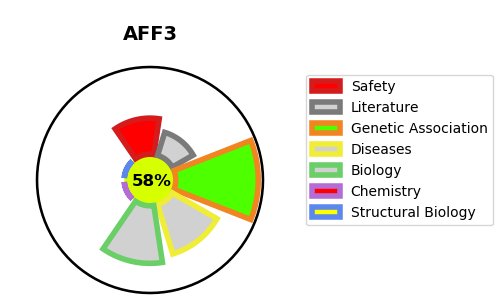 AFF3
58%
Safety
Literature
Genetic Association
Diseases
Biology
Chemistry
Structural Biology